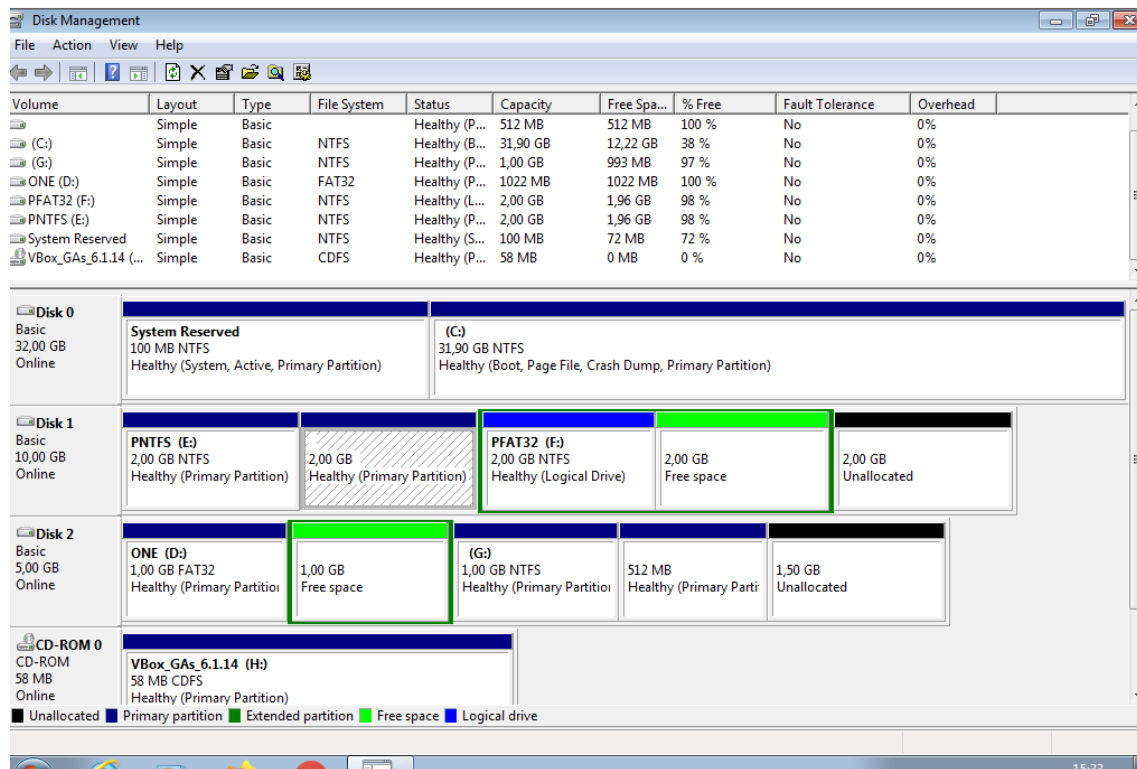 Disk Management
File Action View Help
Volume Layout Type File System Status Capacity Free Spa... % Free Fault Tolerance Overhead
Simple Basic Healthy (P... 512 MB 512 MB 100 % No 0%
(C:) Simple Basic NTFS Healthy (B... 31,90 GB 12,22 GB 38 % No 0%
(G:) Simple Basic NTFS Healthy (P... 1,00 GB 993 MB 97 % No 0%
ONE (D:) Simple Basic FAT32 Healthy (P... 1022 MB 1022 MB 100 % No 0%
PFAT32 (F:) Simple Basic NTFS Healthy (L... 2,00 GB 1,96 GB 98 % No 0%
PNTFS (E:) Simple Basic NTFS Healthy (P... 2,00 GB 1,96 GB 98 % No 0%
System Reserved Simple Basic NTFS Healthy (S... 100 MB 72 MB 72 % No 0%
VBox_GAs_6.1.14 (... Simple Basic CDFS Healthy (P... 58 MB 0 MB 0 % No 0%
Disk 0
Basic
32,00 GB
Online
System Reserved
100 MB NTFS
Healthy (System, Active, Primary Partition)
(C:)
31,90 GB NTFS
Healthy (Boot, Page File, Crash Dump, Primary Partition)
Disk 1
Basic
10,00 GB
Online
PNTFS (E:)
2,00 GB NTFS
Healthy (Primary Partition)
2,00 GB
Healthy (Primary Partition)
PFAT32 (F:)
2,00 GB NTFS
Healthy (Logical Drive)
2,00 GB
Free space
2,00 GB
Unallocated
Disk 2
Basic
5,00 GB
Online
ONE (D:)
1,00 GB FAT32
Healthy (Primary Partitio
1,00 GB
Free space
(G:)
1,00 GB NTFS
Healthy (Primary Partition
512 MB
Healthy (Primary Parti
1,50 GB
Unallocated
CD-ROM 0
CD-ROM
58 MB
Online
VBox_GAs_6.1.14 (H:)
58 MB CDFS
Healthy (Primary Partition)
Unallocated Primary partition Extended partition Free space Logical drive